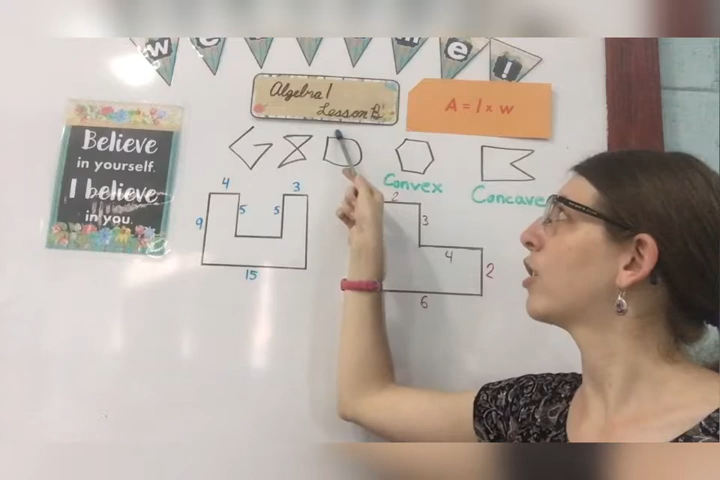 w e m e l
Algebra 1
Lesson B
A = l × w
Believe
in yourself.
I believe
in you.
Convex
Concave
4
3
9
5
5
15
2
3
4
2
6